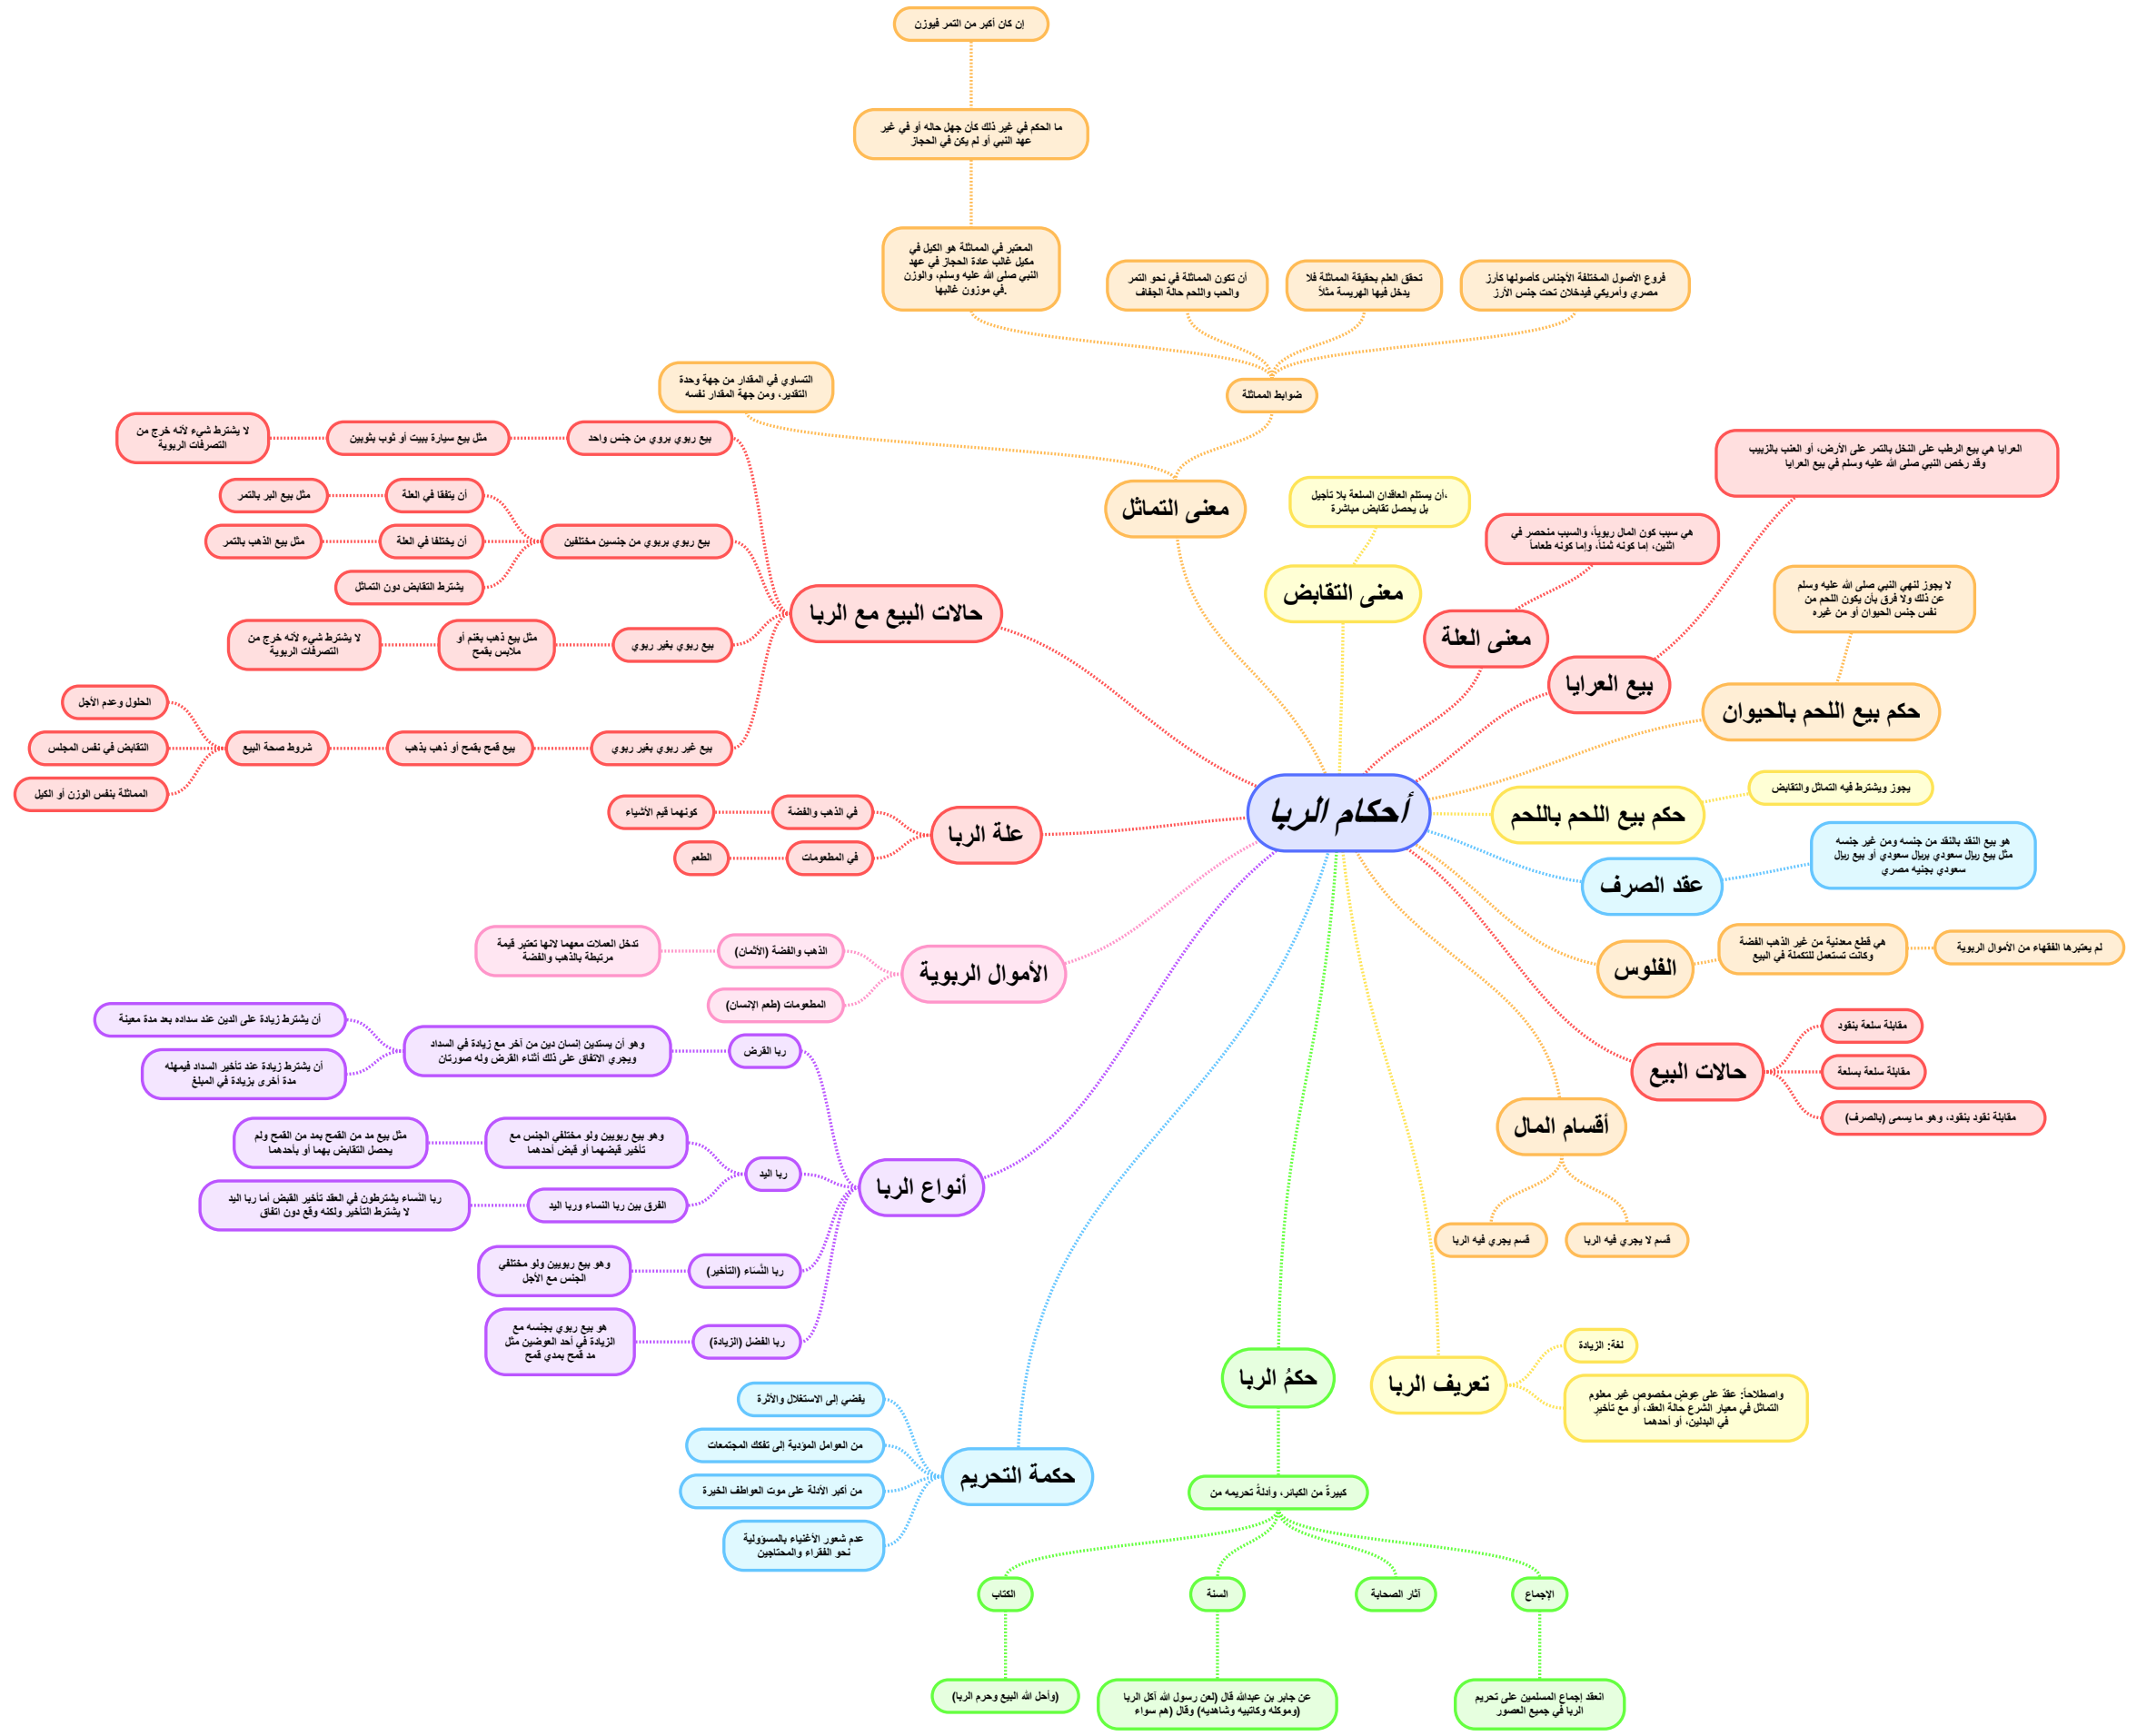 إن كان أكبر من التمر فيوزن
ما الحكم في غير ذلك كأن جهل حاله أو في غير
عهد النبي أو لم يكن في الحجاز
المعتبر في المماثلة هو الكيل في
مكيل غالب عادة الحجاز في عهد
النبي صلى الله عليه وسلم، والوزن
في موزون غالبها.
أن تكون المماثلة في نحو التمر
والحب واللحم حالة الجفاف
تحقق العلم بحقيقة المماثلة فلا
يدخل فيها الهريسة مثلاً
فروع الأصول المختلفة الأجناس كأصولها كأرز
مصري وأمريكي فيدخلان تحت جنس الأرز
ضوابط المماثلة
التساوي في المقدار من جهة وحدة
التقدير، ومن جهة المقدار نفسه
معنى التماثل
أن يستلم العاقدان السلعة بلا تأجيل،
بل يحصل تقابض مباشرة
معنى التقابض
هي سبب كون المال ربوياً، والسبب منحصر في
اثنين، إما كونه ثمناً، وإما كونه طعاماً
معنى العلة
العرايا هي بيع الرطب على النخل بالتمر على الأرض، أو العنب بالزبيب
وقد رخص النبي صلى الله عليه وسلم في بيع العرايا
بيع العرايا
لا يجوز لنهي النبي صلى الله عليه وسلم
عن ذلك ولا فرق بأن يكون اللحم من
نفس جنس الحيوان أو من غيره
حكم بيع اللحم بالحيوان
أحكام الربا
حكم بيع اللحم باللحم
يجوز ويشترط فيه التماثل والتقابض
عقد الصرف
هو بيع النقد بالنقد من جنسه ومن غير جنسه
مثل بيع ريال سعودي بريال سعودي أو بيع ريال
سعودي بجنيه مصري
الفلوس
هي قطع معدنية من غير الذهب الفضة
وكانت تستعمل للتكملة في البيع
لم يعتبرها الفقهاء من الأموال الربوية
حالات البيع
مقابلة سلعة بنقود
مقابلة سلعة بسلعة
مقابلة نقود بنقود، وهو ما يسمى (بالصرف)
أقسام المال
قسم لا يجري فيه الربا
قسم يجري فيه الربا
تعريف الربا
لغة: الزيادة
واصطلاحاً: عقدٌ على عِوضٍ مخصوصٍ غير معلوم
التماثل في معيار الشرع حالة العقد، أو مع تأخيرٍ
في البدلين، أو أحدهما
حكمُ الربا
كبيرةٌ من الكبائر، وأدلةُ تحريمه من
الإجماع
آثار الصحابة
السنة
الكتاب
انعقد إجماع المسلمين على تحريم
الربا في جميع العصور
عن جابر بن عبدالله قال (لعن رسول الله آكل الربا
وموكله وكاتبيه وشاهديه) وقال (هم سواء)
(وأحل الله البيع وحرم الربا)
حالات البيع مع الربا
بيع ربوي بروي من جنس واحد
مثل بيع سيارة ببيت أو ثوب بثوبين
لا يشترط شيء لأنه خرج من
التصرفات الربوية
بيع ربوي بربوي من جنسين مختلفين
أن يتفقا في العلة
مثل بيع البر بالتمر
أن يختلفا في العلة
مثل بيع الذهب بالتمر
يشترط التقابض دون التماثل
بيع ربوي بغير ربوي
مثل بيع ذهب بغنم أو
ملابس بقمح
لا يشترط شيء لأنه خرج من
التصرفات الربوية
بيع غير ربوي بغير ربوي
بيع قمح بقمح أو ذهب بذهب
شروط صحة البيع
الحلول وعدم الأجل
التقابض في نفس المجلس
المماثلة بنفس الوزن أو الكيل
علة الربا
في الذهب والفضة
كونهما قيم الأشياء
في المطعومات
الطعم
الأموال الربوية
الذهب والفضة (الأثمان)
تدخل العملات معهما لانها تعتبر قيمة
مرتبطة بالذهب والفضة
المطعومات (طعم الإنسان)
أنواع الربا
ربا القرض
وهو أن يستدين إنسان دين من آخر مع زيادة في السداد
ويجري الاتفاق على ذلك أثناء القرض وله صورتان
أن يشترط زيادة على الدين عند سداده بعد مدة معينة
أن يشترط زيادة عند تأخير السداد فيمهله
مدة أخرى بزيادة في المبلغ
ربا اليد
وهو بيع ربويين ولو مختلفي الجنس مع
تأخير قبضهما أو قبض أحدهما
مثل بيع مد من القمح بمد من القمح ولم
يحصل التقابض بهما أو بأحدهما
الفرق بين ربا النساء وربا اليد
ربا النساء يشترطون في العقد تأخير القبض أما ربا اليد
لا يشترط التأخير ولكنه وقع دون اتفاق
ربا النَّسَاء (التأخير)
وهو بيع ربويين ولو مختلفي
الجنس مع الأجل
ربا الفضل (الزيادة)
هو بيع ربوي بجنسه مع
الزيادة في أحد العوضين مثل
مد قمح بمدي قمح
حكمة التحريم
يفضي إلى الاستغلال والأثرة
من العوامل المؤدية إلى تفكك المجتمعات
من أكبر الأدلة على موت العواطف الخيرة
عدم شعور الأغنياء بالمسؤولية
نحو الفقراء والمحتاجين